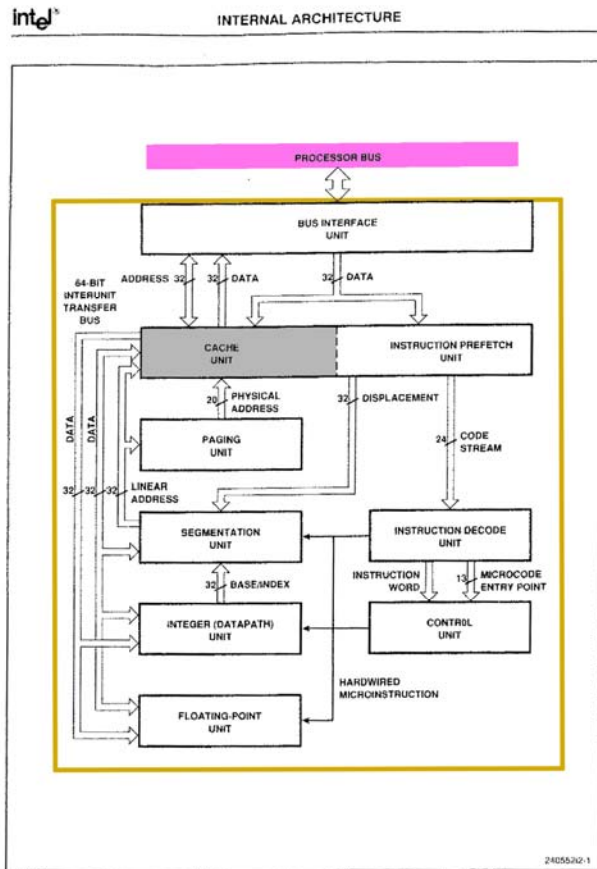 intel®
INTERNAL ARCHITECTURE
PROCESSOR BUS
BUS INTERFACE
UNIT
64-BIT
INTERUNIT
TRANSFER
BUS
ADDRESS
32
32
DATA
32
DATA
CACHE
UNIT
INSTRUCTION PREFETCH
UNIT
20
PHYSICAL
ADDRESS
32
DISPLACEMENT
24
CODE
STREAM
PAGING
UNIT
DATA
DATA
32
32
32
LINEAR
ADDRESS
SEGMENTATION
UNIT
INSTRUCTION DECODE
UNIT
32
BASE/INDEX
INSTRUCTION
WORD
13
MICROCODE
ENTRY POINT
INTEGER (DATAPATH)
UNIT
CONTROL
UNIT
HARDWIRED
MICROINSTRUCTION
FLOATING-POINT
UNIT